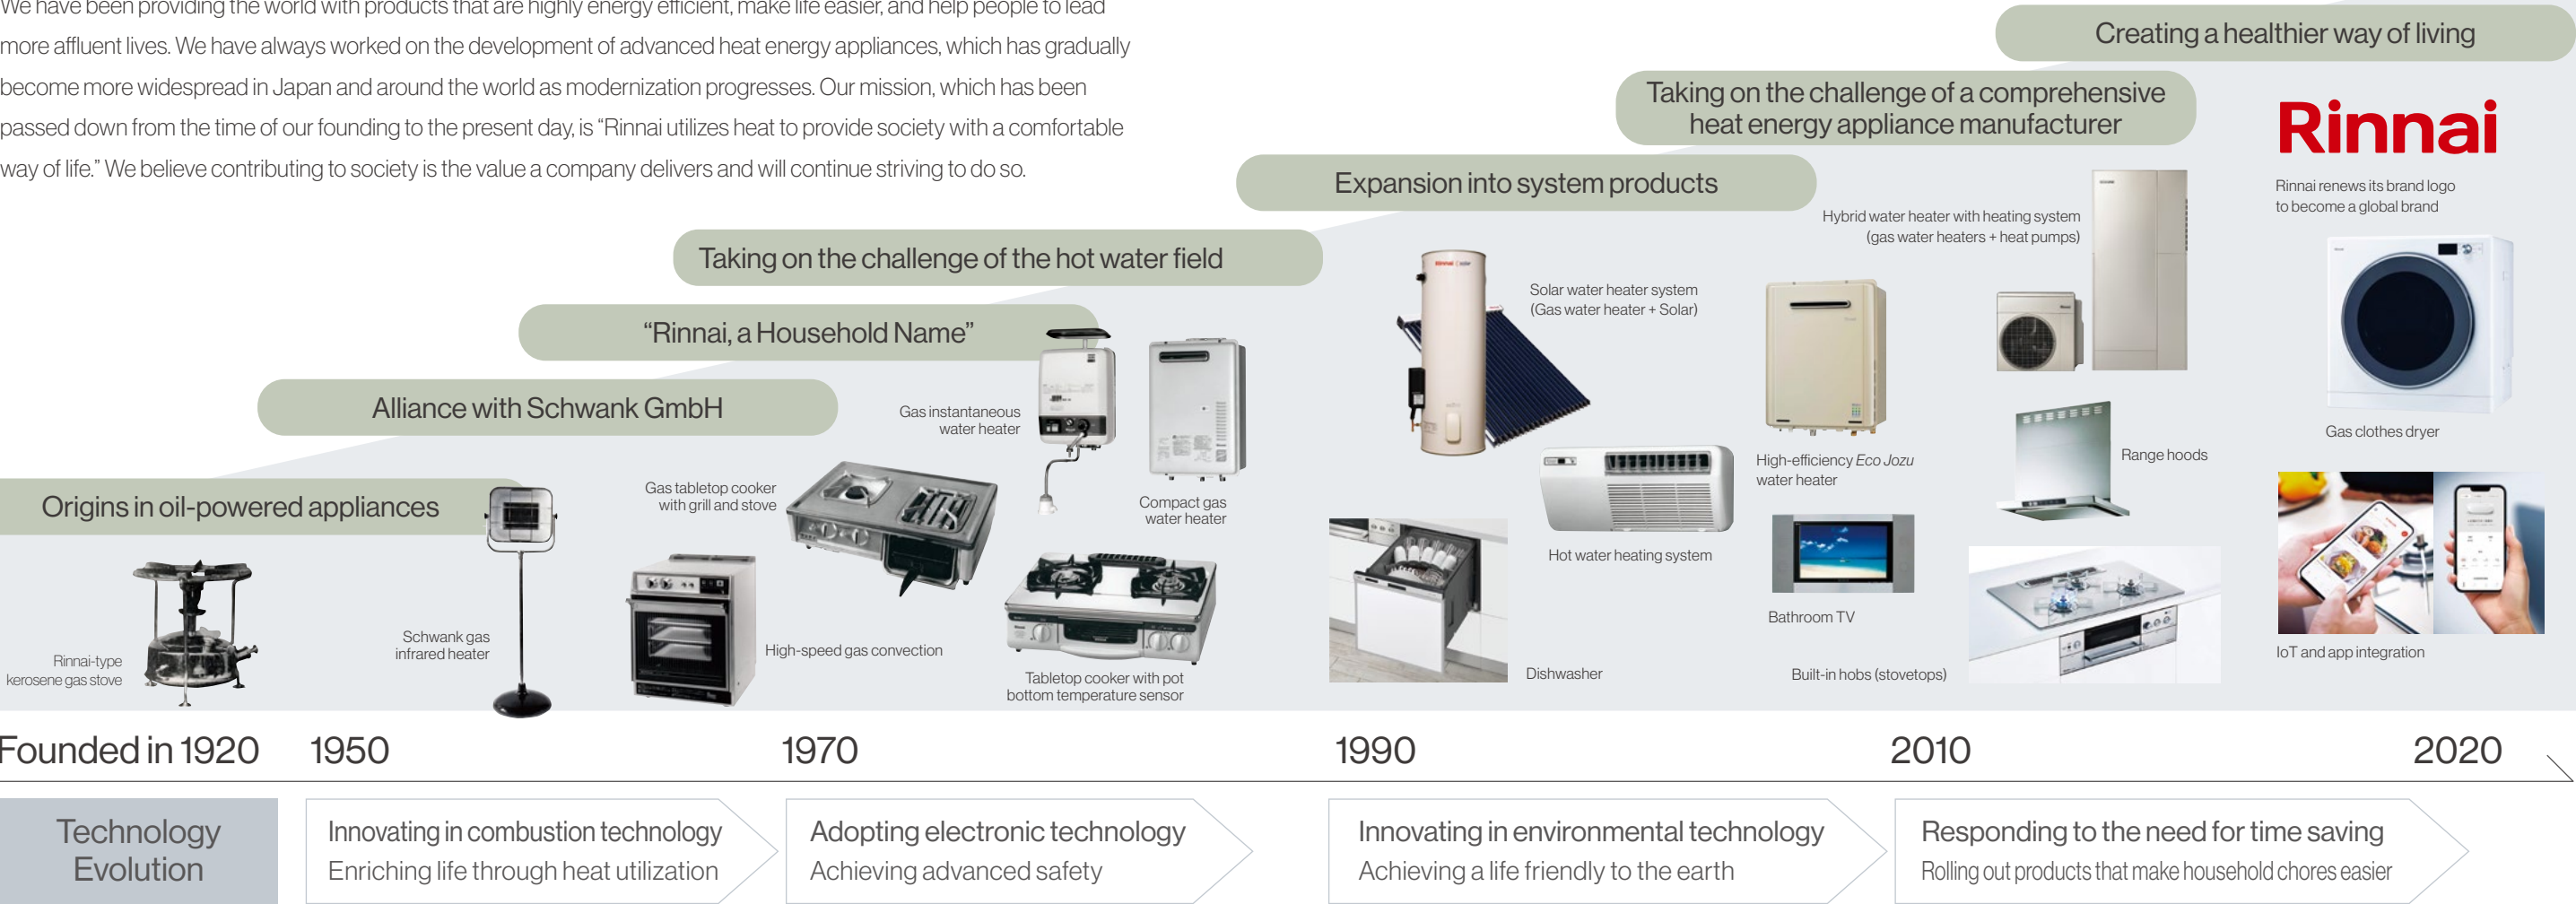 We have been providing the world with products that are highly energy efficient, make life easier, and help people to lead
more affluent lives. We have always worked on the development of advanced heat energy appliances, which has gradually
become more widespread in Japan and around the world as modernization progresses. Our mission, which has been
passed down from the time of our founding to the present day, is “Rinnai utilizes heat to provide society with a comfortable
way of life.” We believe contributing to society is the value a company delivers and will continue striving to do so.
Creating a healthier way of living
Taking on the challenge of a comprehensive
heat energy appliance manufacturer
Expansion into system products
Taking on the challenge of the hot water field
“Rinnai, a Household Name”
Alliance with Schwank GmbH
Origins in oil-powered appliances
Rinnai-type
kerosene gas stove
Schwank gas
infrared heater
Gas tabletop cooker
with grill and stove
High-speed gas convection
Gas instantaneous
water heater
Compact gas
water heater
Tabletop cooker with pot
bottom temperature sensor
Solar water heater system
(Gas water heater + Solar)
Hot water heating system
Dishwasher
Hybrid water heater with heating system
(gas water heaters + heat pumps)
High-efficiency Eco Jozu
water heater
Bathroom TV
Range hoods
Built-in hobs (stovetops)
Rinnai
Rinnai renews its brand logo
to become a global brand
Gas clothes dryer
IoT and app integration
Founded in 1920
1950
1970
1990
2010
2020
Technology
Evolution
Innovating in combustion technology
Enriching life through heat utilization
Adopting electronic technology
Achieving advanced safety
Innovating in environmental technology
Achieving a life friendly to the earth
Responding to the need for time saving
Rolling out products that make household chores easier